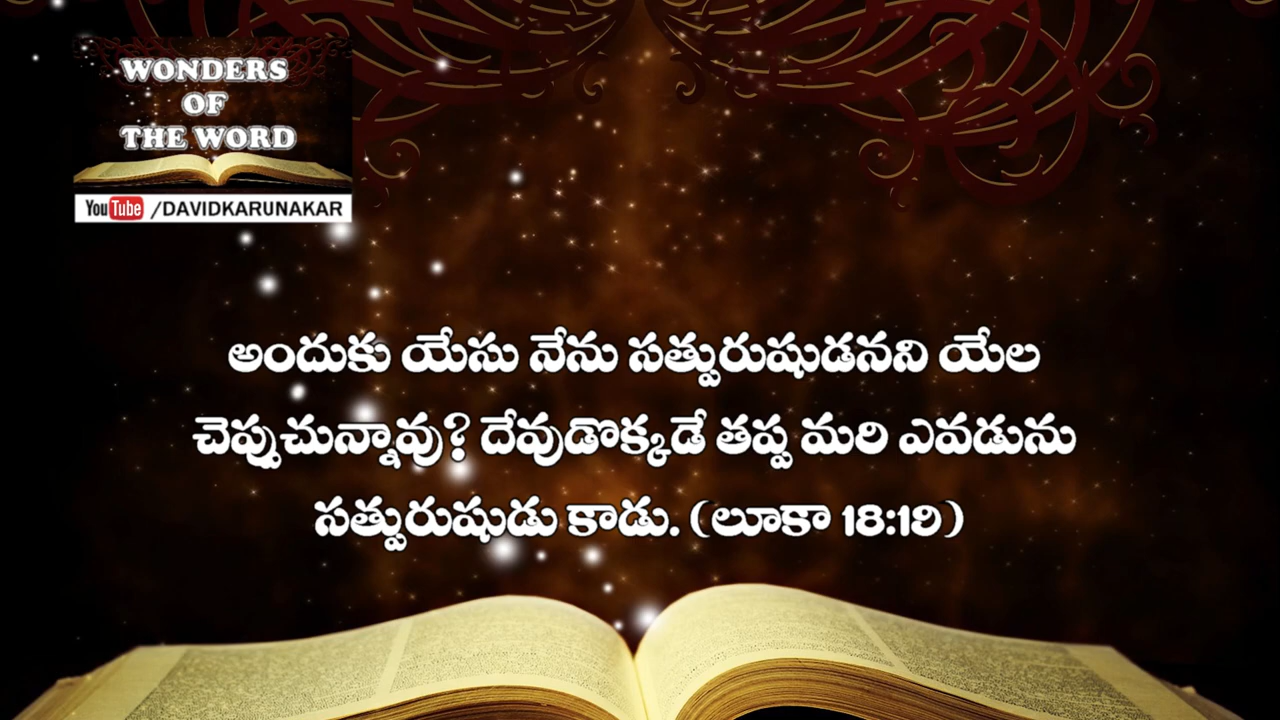 WONDERS
OF
THE WORD
YouTube /DAVIDKARUNAKAR
అందుకు యేసు నేను సత్పురుషుడనని యేల
చెప్పుచున్నావు? దేవుడొక్కడే తప్ప మరి ఎవడును
సత్పురుషుడు కాడు. (లూకా 18:19)